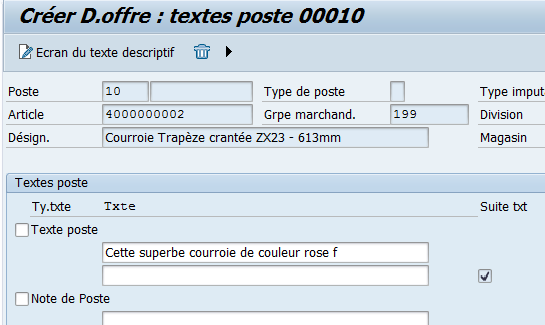 Créer D.offre : textes poste 00010
Ecran du texte descriptif
Poste 10 Type de poste Type imput
Article 4000000002 Grpe marchand. 199 Division
Désign. Courroie Trapèze crantée ZX23 - 613mm Magasin
Textes poste
Ty.txte Txte Suite txt
Texte poste
Cette superbe courroie de couleur rose f
Note de Poste